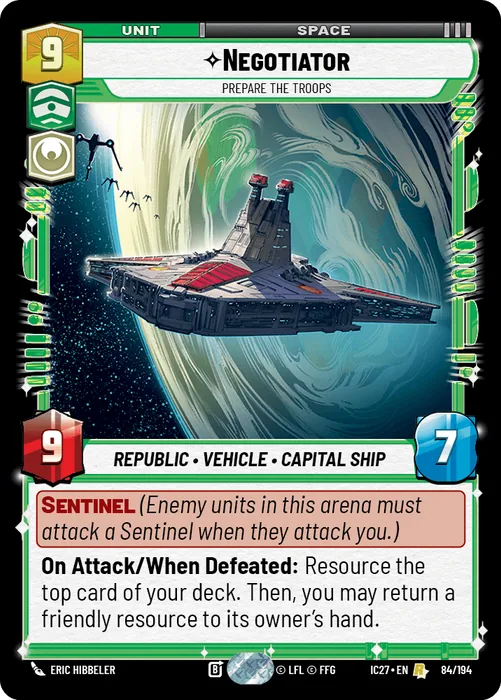 9
UNIT
SPACE
✧NEGOTIATOR
PREPARE THE TROOPS
9
REPUBLIC • VEHICLE • CAPITAL SHIP
7
SENTINEL (Enemy units in this arena must
attack a Sentinel when they attack you.)
On Attack/When Defeated: Resource the
top card of your deck. Then, you may return a
friendly resource to its owner's hand.
ERIC HIBBELER
B
© LFL © FFG
IC27 • EN
R
84/194